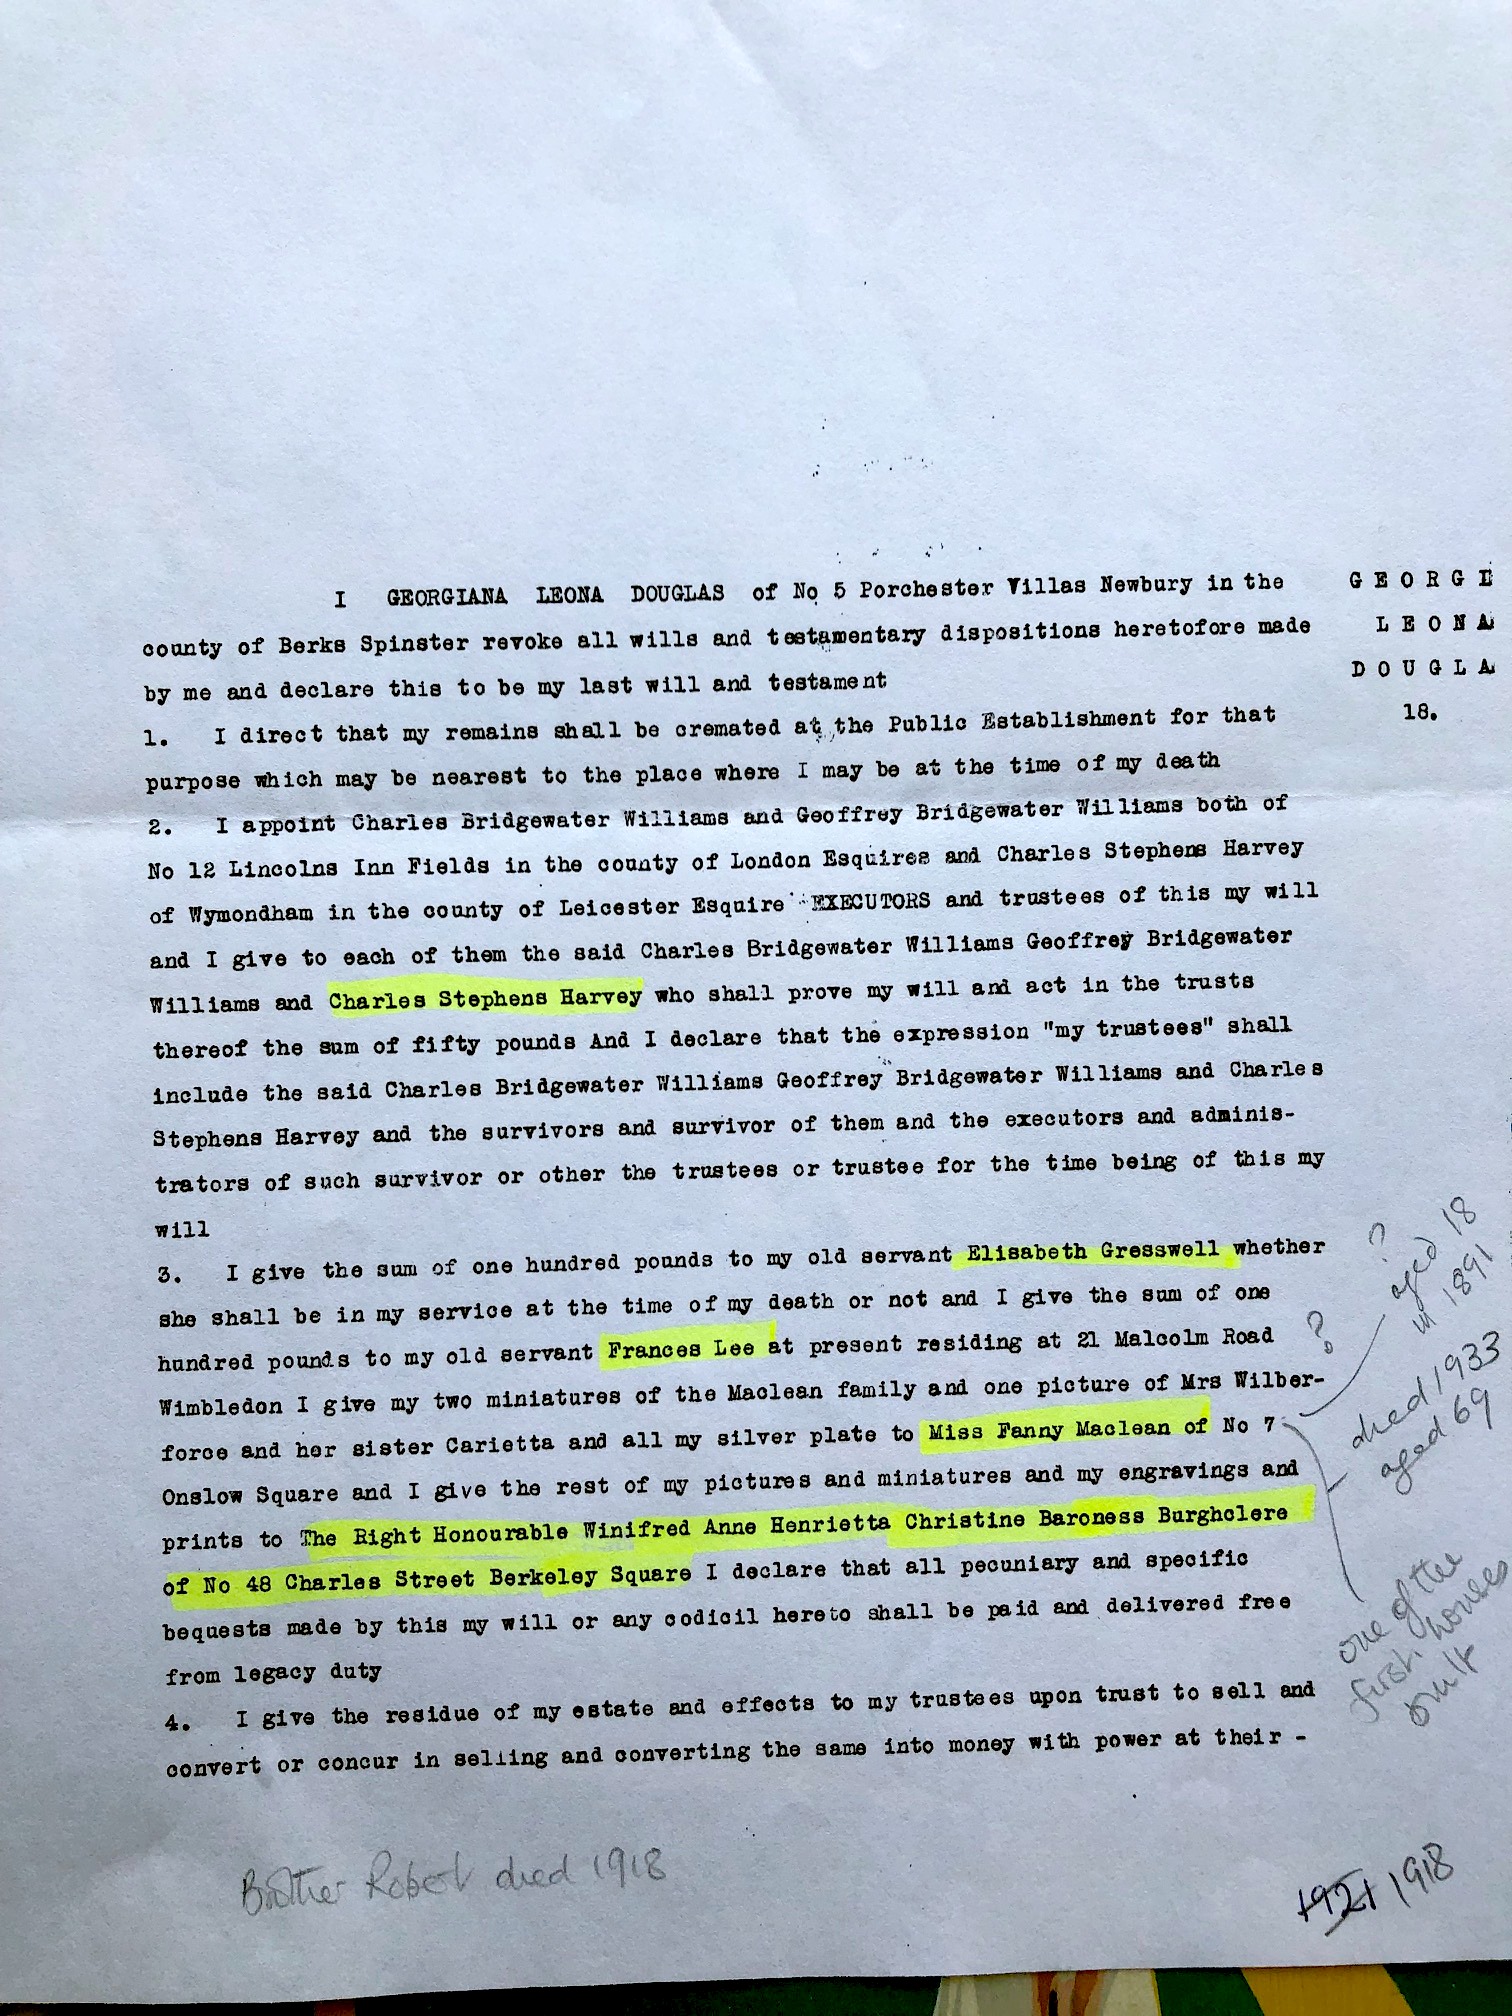 I GEORGIANA LEONA DOUGLAS of No 5 Porchester Villas Newbury in the
county of Berks Spinster revoke all wills and testamentary dispositions heretofore made
by me and declare this to be my last will and testament
1. I direct that my remains shall be cremated at the Public Establishment for that
purpose which may be nearest to the place where I may be at the time of my death
2. I appoint Charles Bridgewater Williams and Geoffrey Bridgewater Williams both of
No 12 Lincolns Inn Fields in the county of London Esquires and Charles Stephens Harvey
of Wymondham in the county of Leicester Esquire EXECUTORS and trustees of this my will
and I give to each of them the said Charles Bridgewater Williams Geoffrey Bridgewater
Williams and Charles Stephens Harvey who shall prove my will and act in the trusts
thereof the sum of fifty pounds And I declare that the expression "my trustees" shall
include the said Charles Bridgewater Williams Geoffrey Bridgewater Williams and Charles
Stephens Harvey and the survivors and survivor of them and the executors and adminis-
trators of such survivor or other the trustees or trustee for the time being of this my
will
3. I give the sum of one hundred pounds to my old servant Elisabeth Gresswell whether
she shall be in my service at the time of my death or not and I give the sum of one
hundred pounds to my old servant Frances Lee at present residing at 21 Malcolm Road
Wimbledon I give my two miniatures of the Maclean family and one picture of Mrs Wilber-
force and her sister Carietta and all my silver plate to Miss Fanny Maclean of No 7
Onslow Square and I give the rest of my pictures and miniatures and my engravings and
prints to The Right Honourable Winifred Anne Henrietta Christine Baroness Burghclere
of No 48 Charles Street Berkeley Square I declare that all pecuniary and specific
bequests made by this my will or any codicil hereto shall be paid and delivered free
from legacy duty
4. I give the residue of my estate and effects to my trustees upon trust to sell and
convert or concur in selling and converting the same into money with power at their -
GEORGI
LEONA
DOUGLA
18.
?
aged 18
in 1891
?
died 1933
aged 69
one of the
first houses
built
Brother Robert died 1918
1921 1918